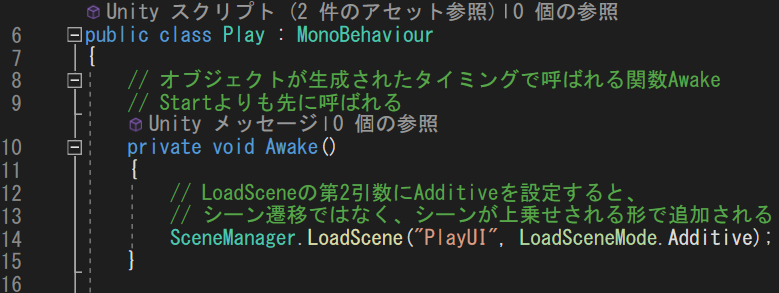 Unity スクリプト (2 件のアセット参照)|0 個の参照
6 public class Play : MonoBehaviour
7 {
8 // オブジェクトが生成されたタイミングで呼ばれる関数Awake
9 // Startよりも先に呼ばれる
Unity メッセージ|0 個の参照
10 private void Awake()
11 {
12 // LoadSceneの第2引数にAdditiveを設定すると、
13 // シーン遷移ではなく、シーンが上乗せされる形で追加される
14 SceneManager.LoadScene("PlayUI", LoadSceneMode.Additive);
15 }
16